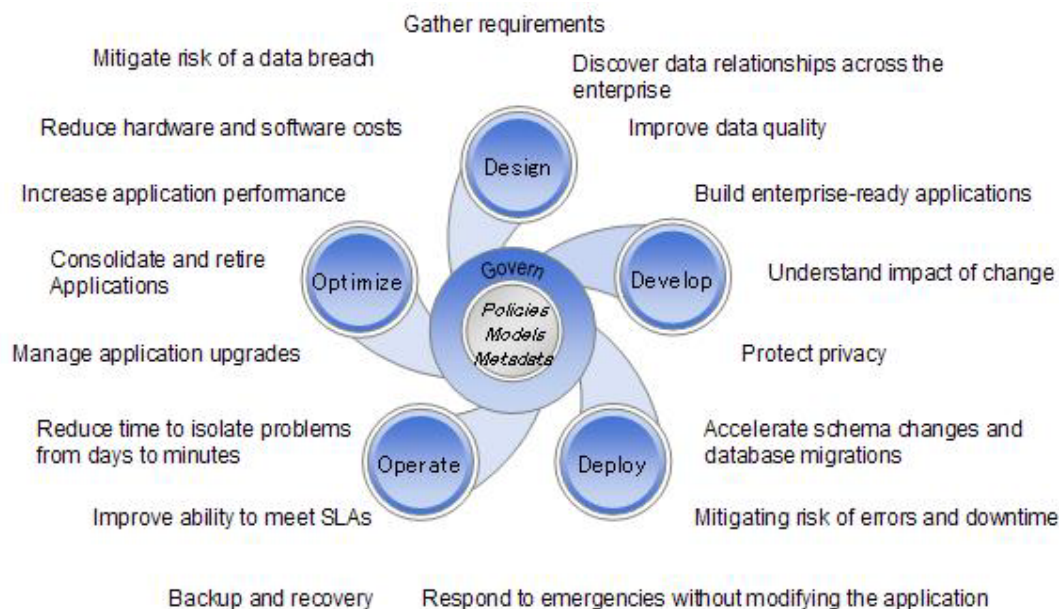 Gather requirements
Mitigate risk of a data breach
Discover data relationships across the
enterprise
Reduce hardware and software costs
Improve data quality
Design
Increase application performance
Build enterprise-ready applications
Consolidate and retire
Applications
Optimize
Govern
Develop
Understand impact of change
Policies
Models
Metadata
Manage application upgrades
Protect privacy
Reduce time to isolate problems
from days to minutes
Operate
Deploy
Accelerate schema changes and
database migrations
Improve ability to meet SLAs
Mitigating risk of errors and downtime
Backup and recovery
Respond to emergencies without modifying the application